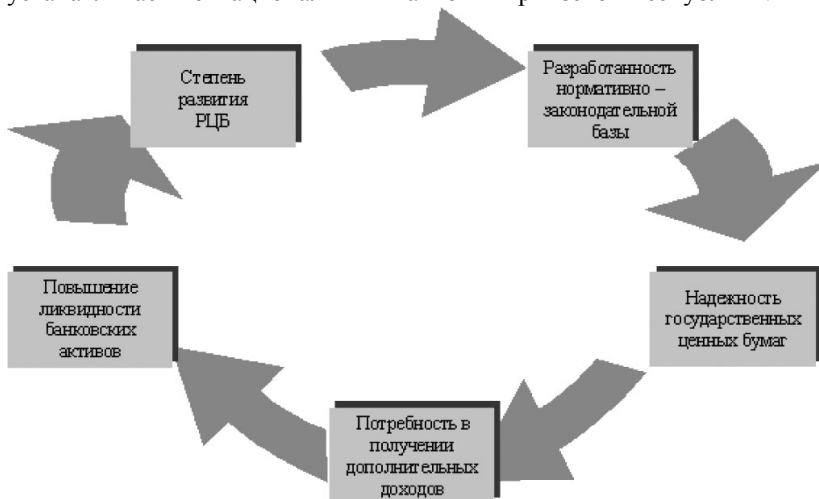 Степень
развития
РЦБ
Разработанность
нормативно –
законодательной
базы
Надежность
государственных
ценных бумаг
Потребность в
получении
дополнительных
доходов
Повышение
ликвидности
банковских
активов